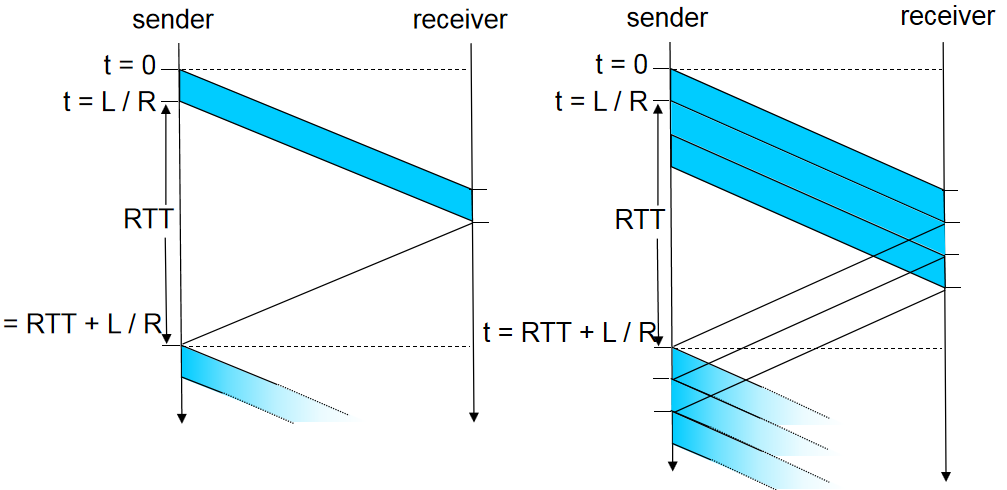 sender receiver
t = 0
t = L / R
RTT
= RTT + L / R
sender receiver
t = 0
t = L / R
RTT
t = RTT + L / R